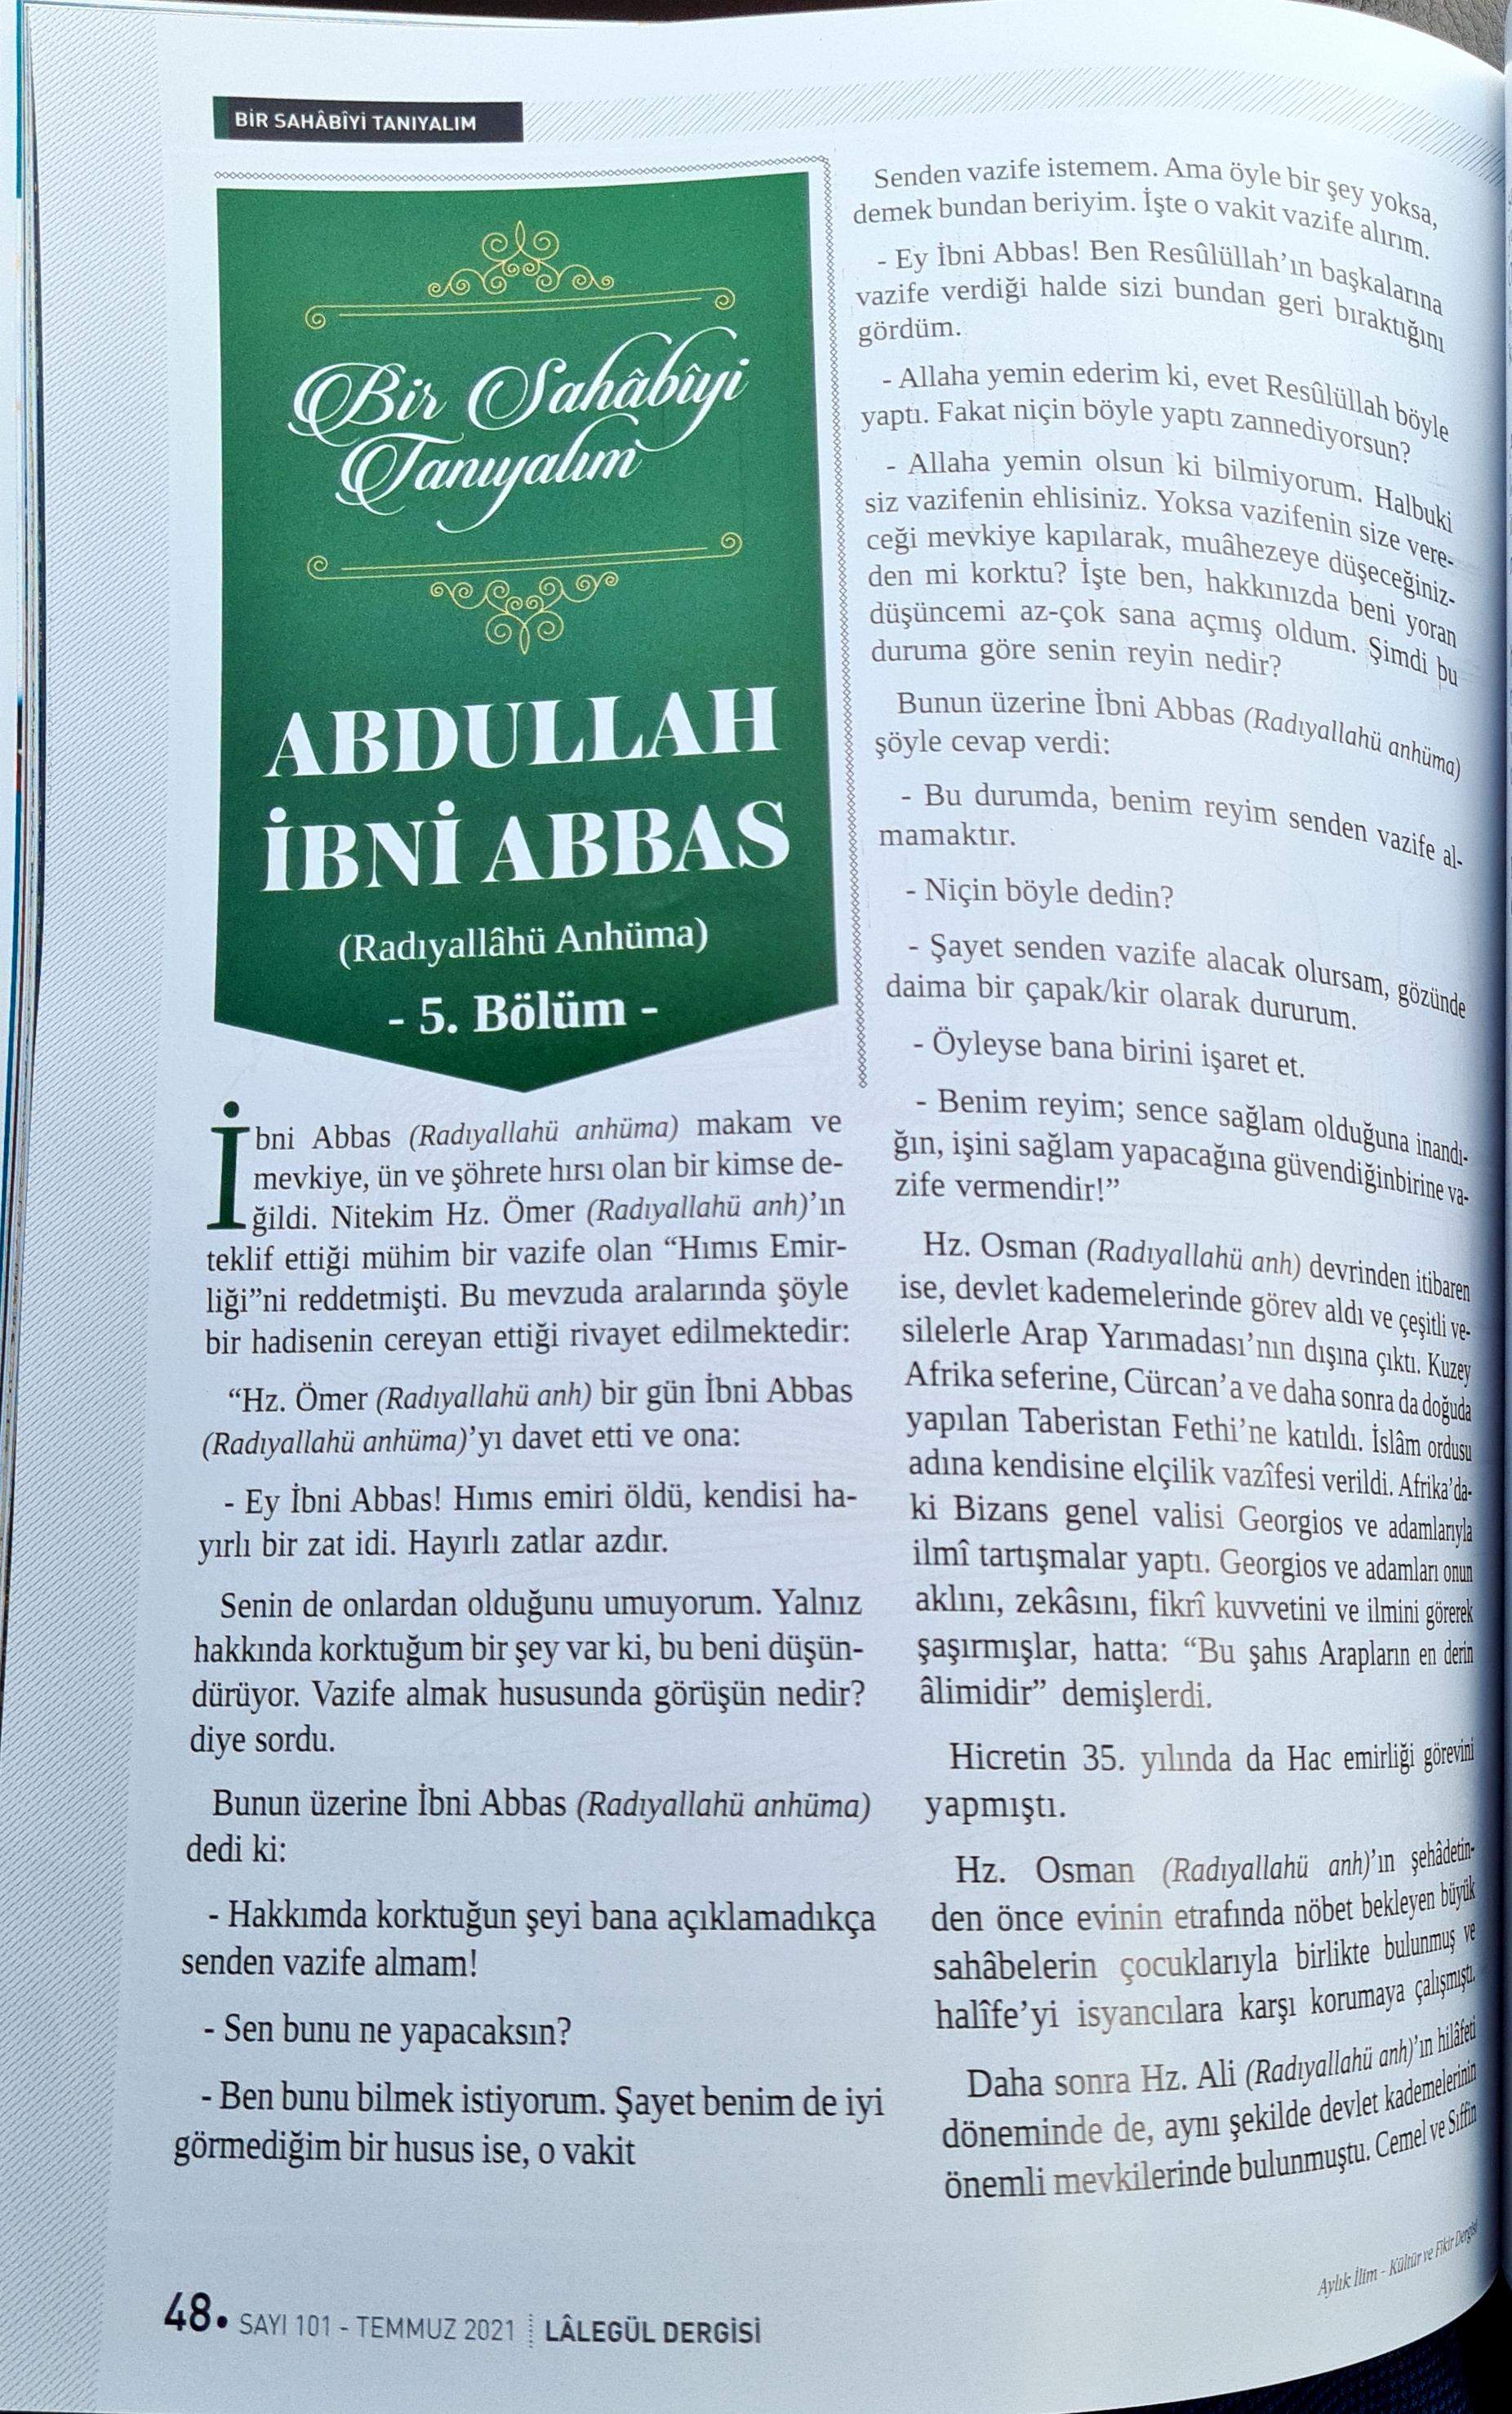 BİR SAHÂBÎYİ TANIYALIM
Bir Sahâbîyi
Tanıyalım
ABDULLAH
İBNİ ABBAS
(Radıyallâhü Anhüma)
- 5. Bölüm -
İbni Abbas (Radıyallahü anhüma) makam ve
mevkiye, ün ve şöhrete hırsı olan bir kimse de-
ğildi. Nitekim Hz. Ömer (Radıyallahü anh)’ın
teklif ettiği mühim bir vazife olan “Hımıs Emir-
liği”ni reddetmişti. Bu mevzuda aralarında şöyle
bir hadisenin cereyan ettiği rivayet edilmektedir:
“Hz. Ömer (Radıyallahü anh) bir gün İbni Abbas
(Radıyallahü anhüma)’yı davet etti ve ona:
- Ey İbni Abbas! Hımıs emiri öldü, kendisi ha-
yırlı bir zat idi. Hayırlı zatlar azdır.
Senin de onlardan olduğunu umuyorum. Yalnız
hakkında korktuğum bir şey var ki, bu beni düşün-
dürüyor. Vazife almak hususunda görüşün nedir?
diye sordu.
Bunun üzerine İbni Abbas (Radıyallahü anhüma)
dedi ki:
- Hakkımda korktuğun şeyi bana açıklamadıkça
senden vazife almam!
- Sen bunu ne yapacaksın?
- Ben bunu bilmek istiyorum. Şayet benim de iyi
görmediğim bir husus ise, o vakit
Senden vazife istemem. Ama öyle bir şey yoksa,
demek bundan beriyim. İşte o vakit vazife alırım.
- Ey İbni Abbas! Ben Resûlüllah’ın başkalarına
vazife verdiği halde sizi bundan geri bıraktığını
gördüm.
- Allaha yemin ederim ki, evet Resûlüllah böyle
yaptı. Fakat niçin böyle yaptı zannediyorsun?
- Allaha yemin olsun ki bilmiyorum. Halbuki
siz vazifenin ehlisiniz. Yoksa vazifenin size vere-
ceği mevkiye kapılarak, muâhezeye düşeceğiniz-
den mi korktu? İşte ben, hakkınızda beni yoran
düşüncemi az-çok sana açmış oldum. Şimdi bu
duruma göre senin reyin nedir?
Bunun üzerine İbni Abbas (Radıyallahü anhüma)
şöyle cevap verdi:
- Bu durumda, benim reyim senden vazife al-
mamaktır.
- Niçin böyle dedin?
- Şayet senden vazife alacak olursam, gözünde
daima bir çapak/kir olarak dururum.
- Öyleyse bana birini işaret et.
- Benim reyim; sence sağlam olduğuna inandı-
ğın, işini sağlam yapacağına güvendiğinbirine va-
zife vermendir!”
Hz. Osman (Radıyallahü anh) devrinden itibaren
ise, devlet kademelerinde görev aldı ve çeşitli ve-
silelerle Arap Yarımadası’nın dışına çıktı. Kuzey
Afrika seferine, Cürcan’a ve daha sonra da doğuda
yapılan Taberistan Fethi’ne katıldı. İslâm ordusu
adına kendisine elçilik vazîfesi verildi. Afrika’da-
ki Bizans genel valisi Georgios ve adamlarıyla
ilmî tartışmalar yaptı. Georgios ve adamları onun
aklını, zekâsını, fikrî kuvvetini ve ilmini görerek
şaşırmışlar, hatta: “Bu şahıs Arapların en derin
âlimidir” demişlerdi.
Hicretin 35. yılında da Hac emirliği görevini
yapmıştı.
Hz. Osman (Radıyallahü anh)’ın şehâdetin-
den önce evinin etrafında nöbet bekleyen büyük
sahâbelerin çocuklarıyla birlikte bulunmuş ve
halîfe’yi isyancılara karşı korumaya çalışmıştı.
Daha sonra Hz. Ali (Radıyallahü anh)’ın hilâfeti
döneminde de, aynı şekilde devlet kademelerinin
önemli mevkilerinde bulunmuştu. Cemel ve Sıffin
48. SAYI 101 - TEMMUZ 2021 LÂLEGÜL DERGİSİ
Aylık İlim - Kültür ve Fikir Dergisi